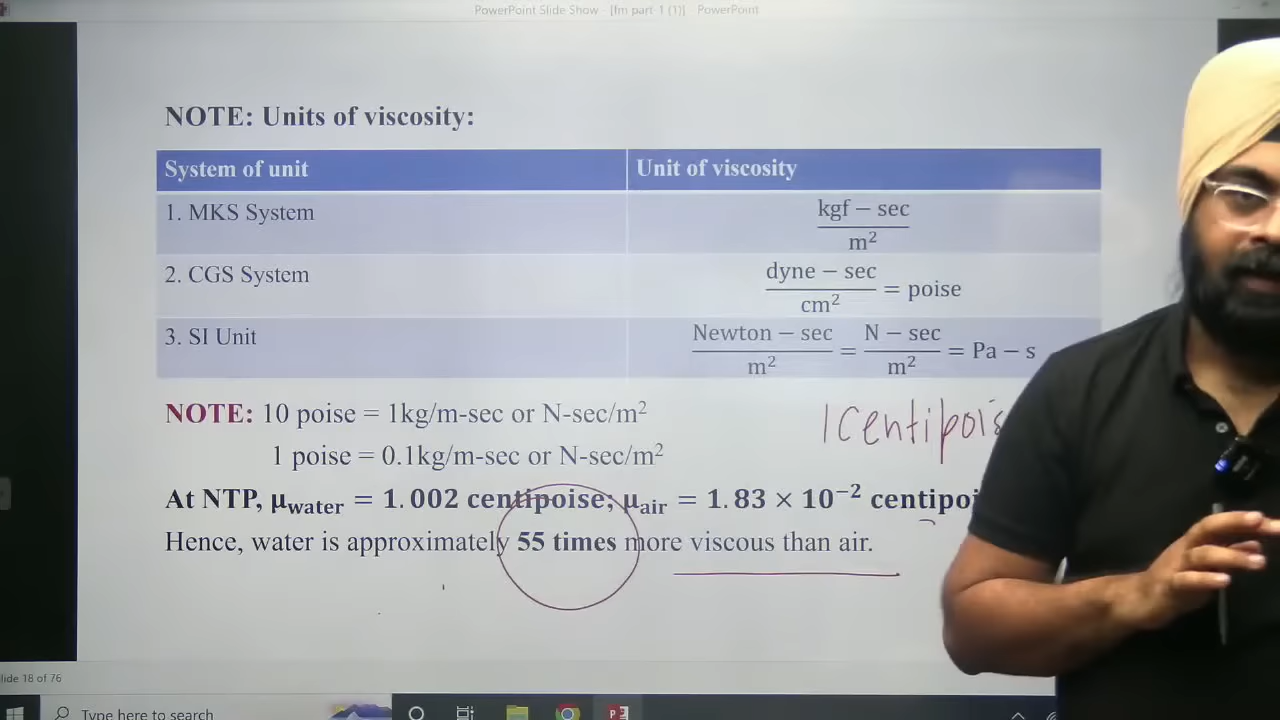 PowerPoint Slide Show - [fm part-1 (1)] - PowerPoint
NOTE: Units of viscosity:
System of unit Unit of viscosity
1. MKS System kgf − sec / m²
2. CGS System dyne − sec / cm² = poise
3. SI Unit Newton − sec / m² = N − sec / m² = Pa − s
NOTE: 10 poise = 1kg/m-sec or N-sec/m²
1 poise = 0.1kg/m-sec or N-sec/m²
1 Centipois
At NTP, μwater = 1.002 centipoise; μair = 1.83 × 10⁻² centipoi
Hence, water is approximately 55 times more viscous than air.
lide 18 of 76
Type here to search